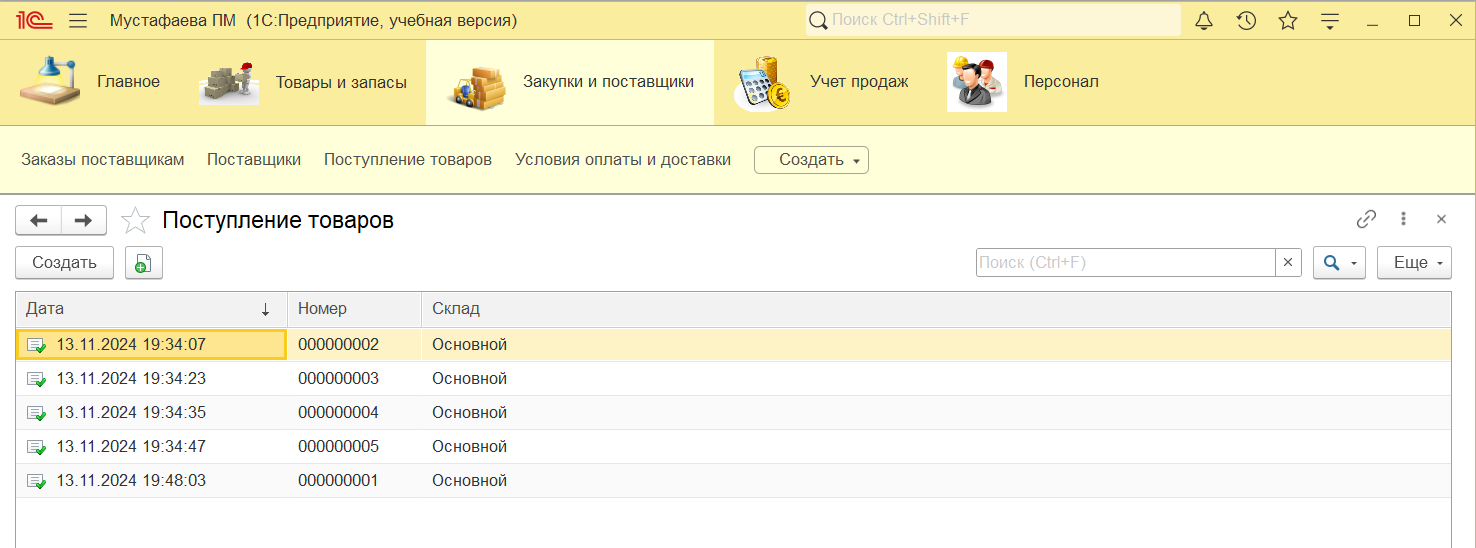 1С Мустафаева ПМ (1С:Предприятие, учебная версия) Поиск Ctrl+Shift+F
Главное Товары и запасы Закупки и поставщики Учет продаж Персонал
Заказы поставщикам Поставщики Поступление товаров Условия оплаты и доставки Создать
Поступление товаров
Создать Поиск (Ctrl+F) Еще
Дата Номер Склад
13.11.2024 19:34:07 000000002 Основной
13.11.2024 19:34:23 000000003 Основной
13.11.2024 19:34:35 000000004 Основной
13.11.2024 19:34:47 000000005 Основной
13.11.2024 19:48:03 000000001 Основной